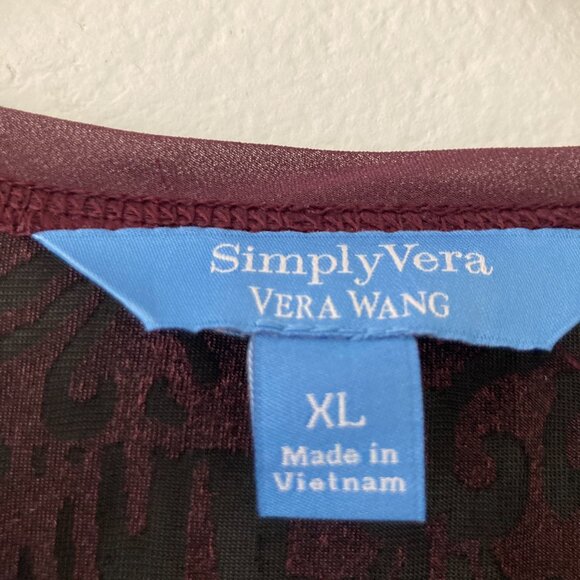 SimplyVera
VERA WANG
XL
Made in
Vietnam